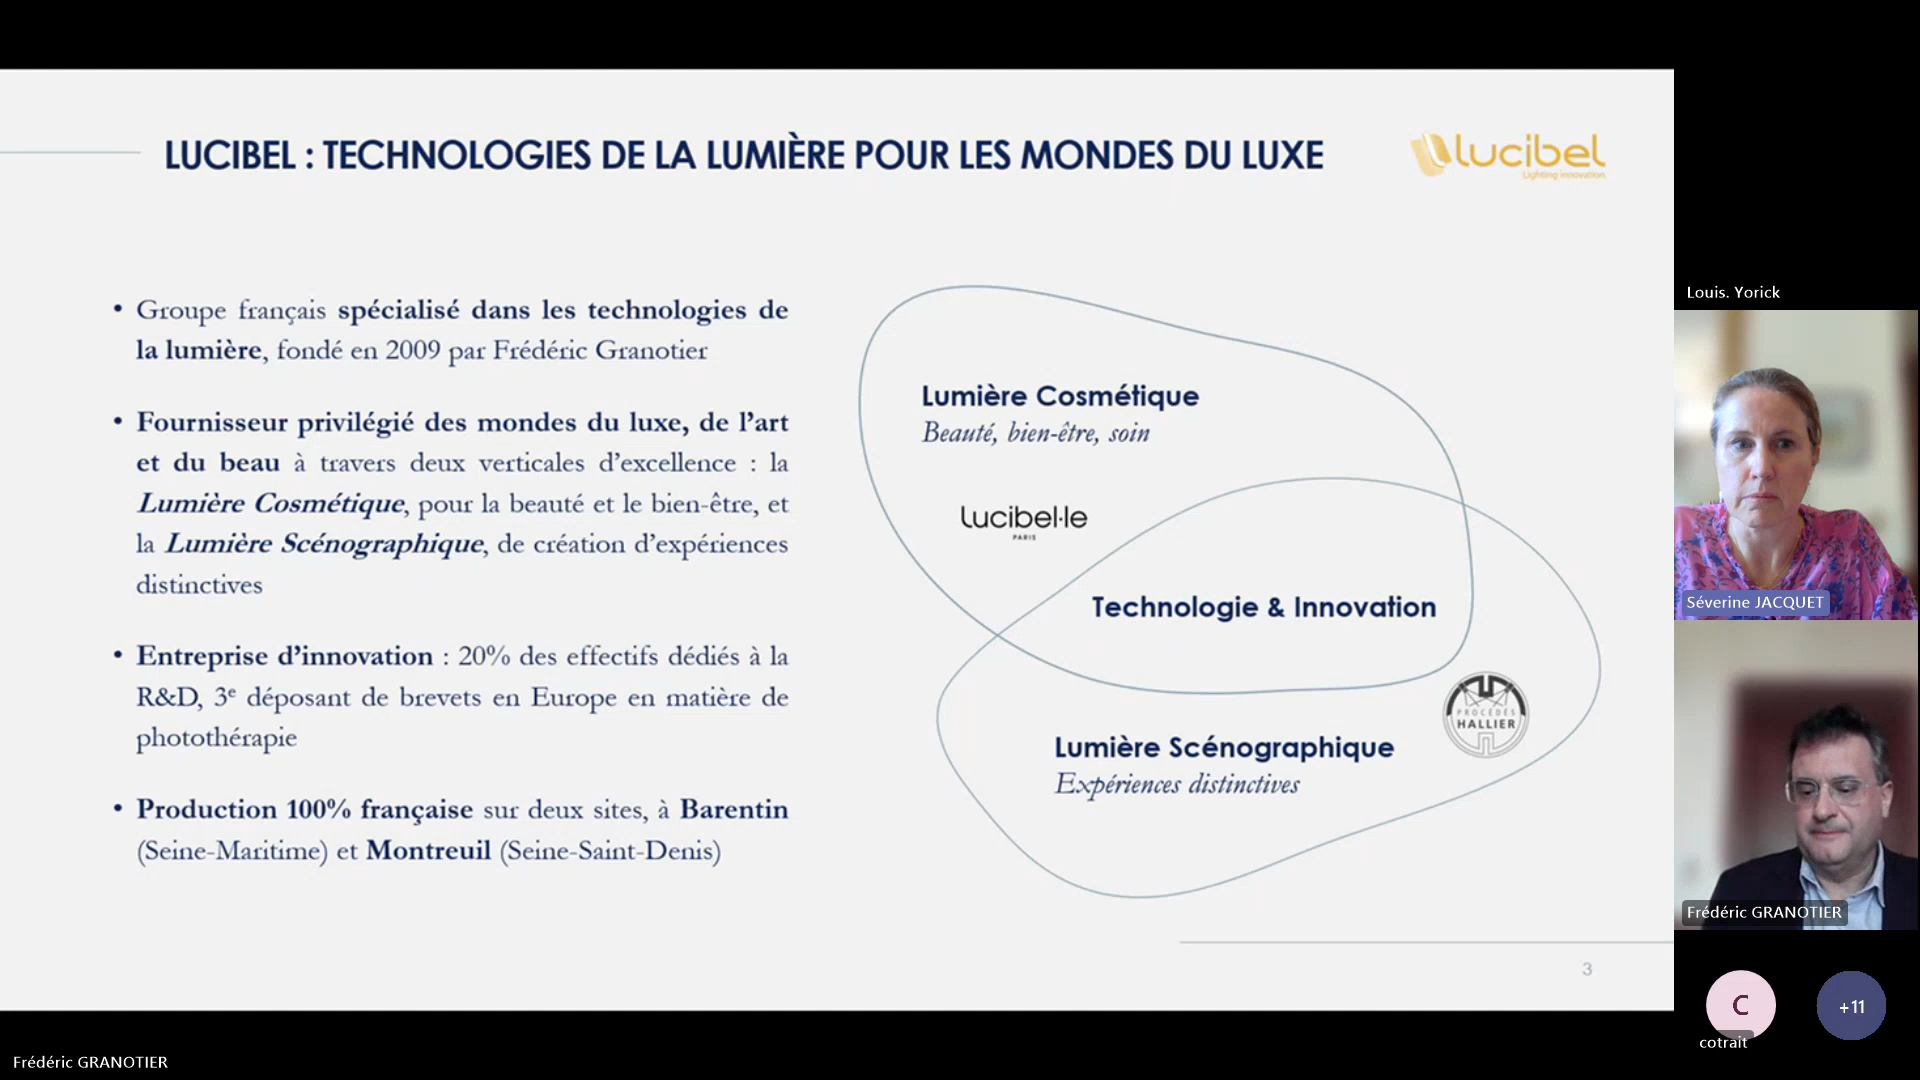 LUCIBEL : TECHNOLOGIES DE LA LUMIÈRE POUR LES MONDES DU LUXE
lucibel
Lighting innovation.
• Groupe français spécialisé dans les technologies de
la lumière, fondé en 2009 par Frédéric Granotier
• Fournisseur privilégié des mondes du luxe, de l’art
et du beau à travers deux verticales d’excellence : la
Lumière Cosmétique, pour la beauté et le bien-être, et
la Lumière Scénographique, de création d’expériences
distinctives
• Entreprise d’innovation : 20% des effectifs dédiés à la
R&D, 3e déposant de brevets en Europe en matière de
photothérapie
• Production 100% française sur deux sites, à Barentin
(Seine-Maritime) et Montreuil (Seine-Saint-Denis)
Lumière Cosmétique
Beauté, bien-être, soin
lucibel·le
PARIS
Technologie & Innovation
PROCÉDÉS
HALLIER
Lumière Scénographique
Expériences distinctives
3
Louis. Yorick
Séverine JACQUET
Frédéric GRANOTIER
C
+11
cotrait
Frédéric GRANOTIER